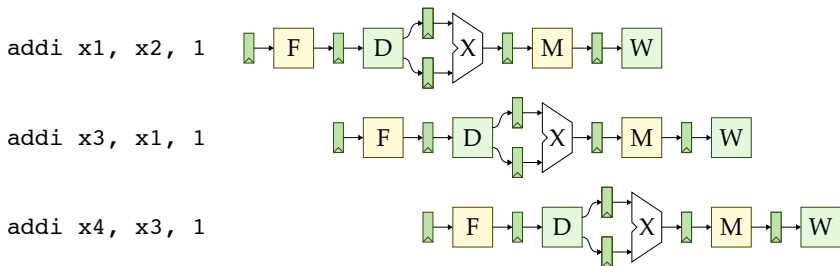 addi x1, x2, 1 F D X M W
addi x3, x1, 1 F D X M W
addi x4, x3, 1 F D X M W